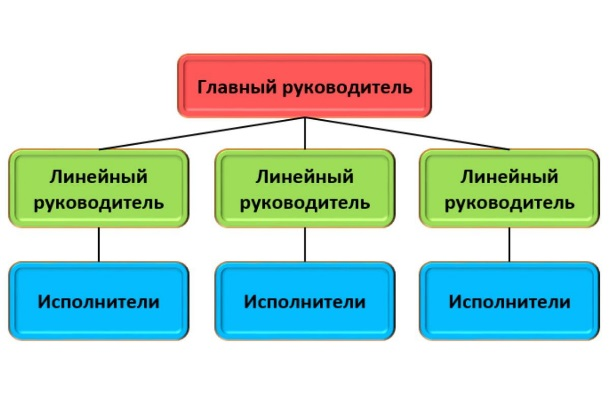 Главный руководитель
Линейный
руководитель
Линейный
руководитель
Линейный
руководитель
Исполнители
Исполнители
Исполнители